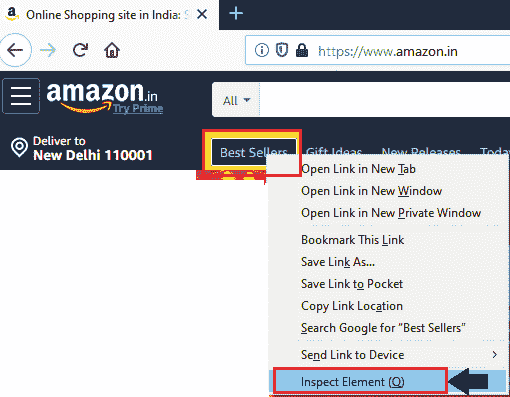 Online Shopping site in India: S
https://www.amazon.in
amazon.in
Try Prime
All
Deliver to
New Delhi 110001
Best Sellers
Gift Ideas
New Releases
Toda
Open Link in New Tab
Open Link in New Window
Open Link in New Private Window
Bookmark This Link
Save Link As...
Save Link to Pocket
Copy Link Location
Search Google for “Best Sellers”
Send Link to Device
Inspect Element (Q)